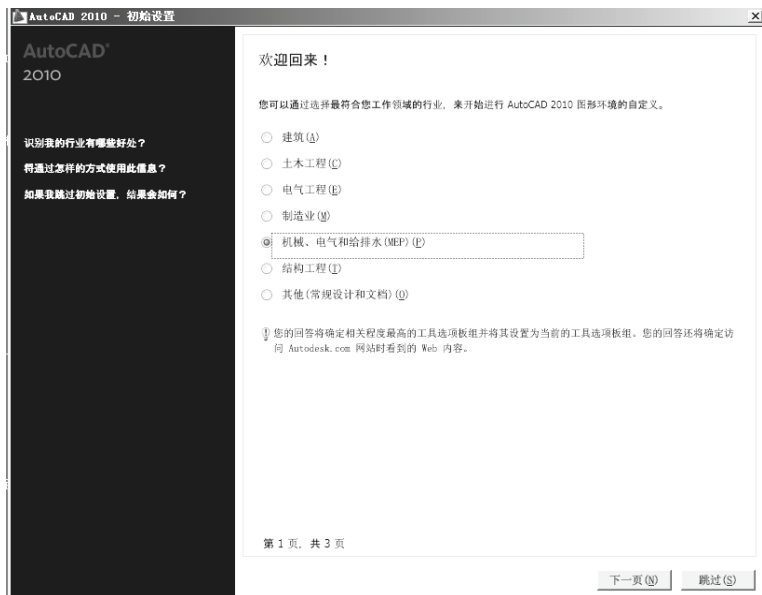 AutoCAD 2010 - 初始设置
AutoCAD®
2010
识别我的行业有哪些好处？
将通过怎样的方式使用此信息？
如果我跳过初始设置，结果会如何？
欢迎回来！
您可以通过选择最符合您工作领域的行业，来开始进行 AutoCAD 2010 图形环境的自定义。
建筑(A)
土木工程(C)
电气工程(E)
制造业(M)
机械、电气和给排水(MEP)(P)
结构工程(T)
其他(常规设计和文档)(O)
您的回答将确定相关程度最高的工具选项板组并将其设置为当前的工具选项板组。您的回答还将确定访
问 Autodesk.com 网站时看到的 Web 内容。
第 1 页，共 3 页
下一页(N)
跳过(S)